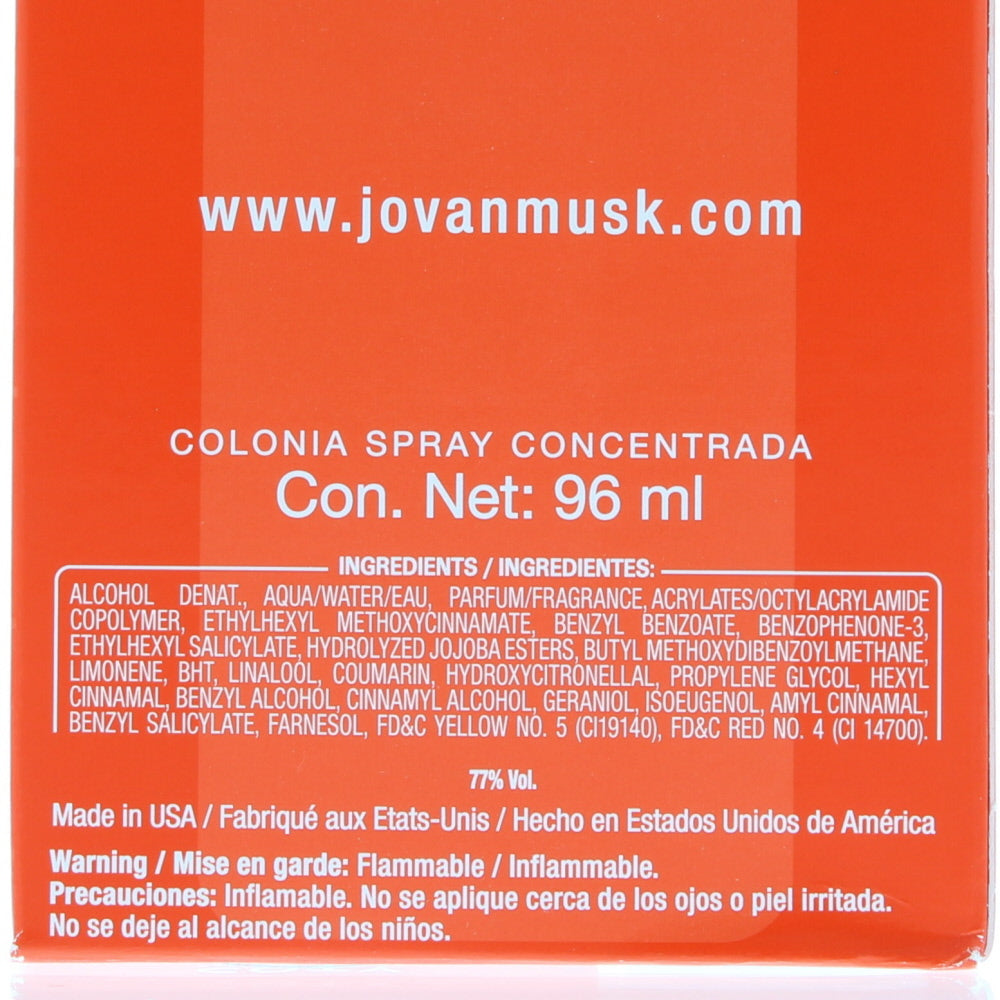 www.jovanmusk.com
COLONIA SPRAY CONCENTRADA
Con. Net: 96 ml
INGREDIENTS / INGREDIENTES:
ALCOHOL DENAT., AQUA/WATER/EAU, PARFUM/FRAGRANCE, ACRYLATES/OCTYLACRYLAMIDE
COPOLYMER, ETHYLHEXYL METHOXYCINNAMATE, BENZYL BENZOATE, BENZOPHENONE-3,
ETHYLHEXYL SALICYLATE, HYDROLYZED JOJOBA ESTERS, BUTYL METHOXYDIBENZOYLMETHANE,
LIMONENE, BHT, LINALOOL, COUMARIN, HYDROXYCITRONELLAL, PROPYLENE GLYCOL, HEXYL
CINNAMAL, BENZYL ALCOHOL, CINNAMYL ALCOHOL, GERANIOL, ISOEUGENOL, AMYL CINNAMAL,
BENZYL SALICYLATE, FARNESOL, FD&C YELLOW NO. 5 (CI19140), FD&C RED NO. 4 (CI 14700).
77% Vol.
Made in USA / Fabriqué aux Etats-Unis / Hecho en Estados Unidos de América
Warning / Mise en garde: Flammable / Inflammable.
Precauciones: Inflamable. No se aplique cerca de los ojos o piel irritada.
No se deje al alcance de los niños.